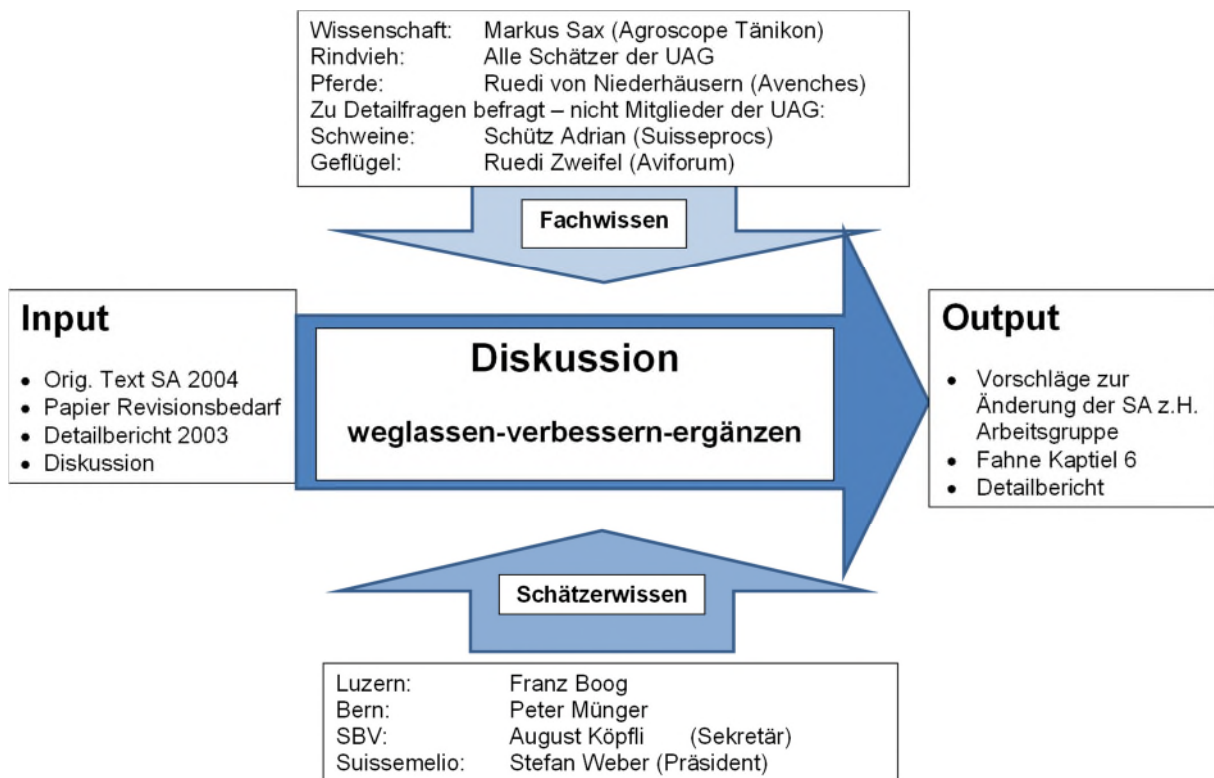 Wissenschaft: Markus Sax (Agroscope Tänikon)
Rindvieh: Alle Schätzer der UAG
Pferde: Ruedi von Niederhäusern (Avenches)
Zu Detailfragen befragt – nicht Mitglieder der UAG:
Schweine: Schütz Adrian (Suisseprocs)
Geflügel: Ruedi Zweifel (Aviforum)
Fachwissen
Input
• Orig. Text SA 2004
• Papier Revisionsbedarf
• Detailbericht 2003
• Diskussion
Diskussion
weglassen-verbessern-ergänzen
Output
• Vorschläge zur
Änderung der SA z.H.
Arbeitsgruppe
• Fahne Kaptiel 6
• Detailbericht
Schätzerwissen
Luzern: Franz Boog
Bern: Peter Münger
SBV: August Köpfli (Sekretär)
Suissemelio: Stefan Weber (Präsident)